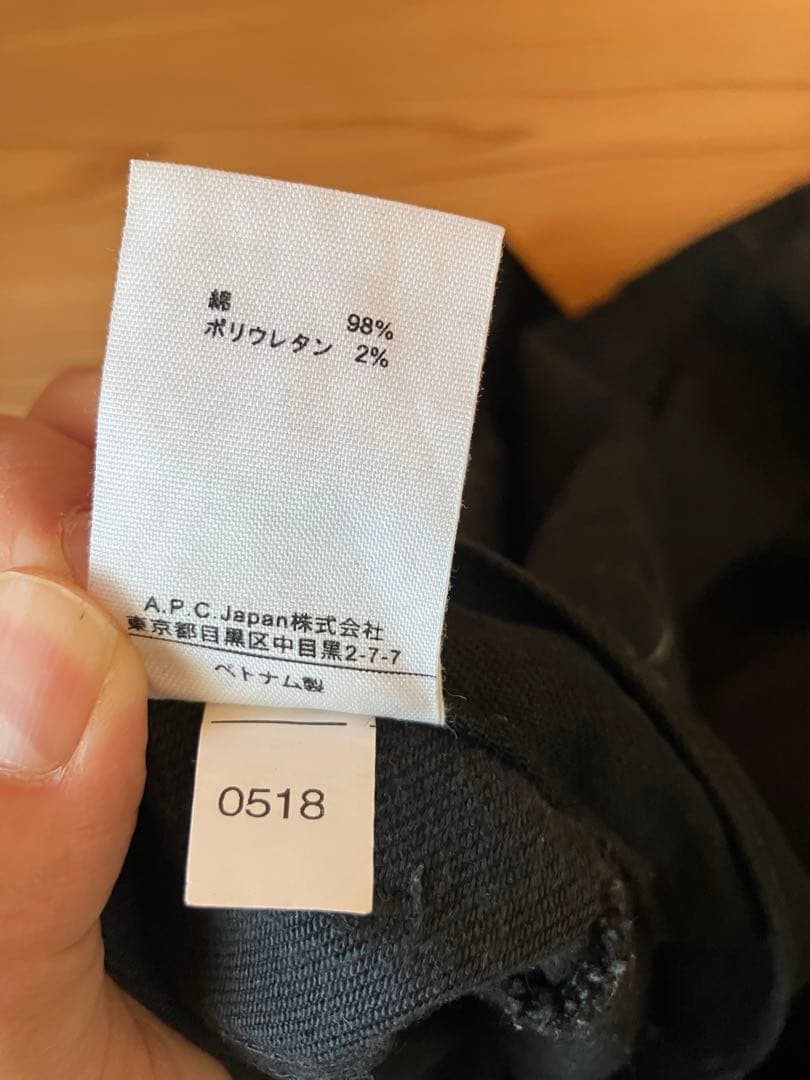 綿 98%
ポリウレタン 2%
A.P.C.Japan株式会社
東京都目黒区中目黒2-7-7
ベトナム製
0518